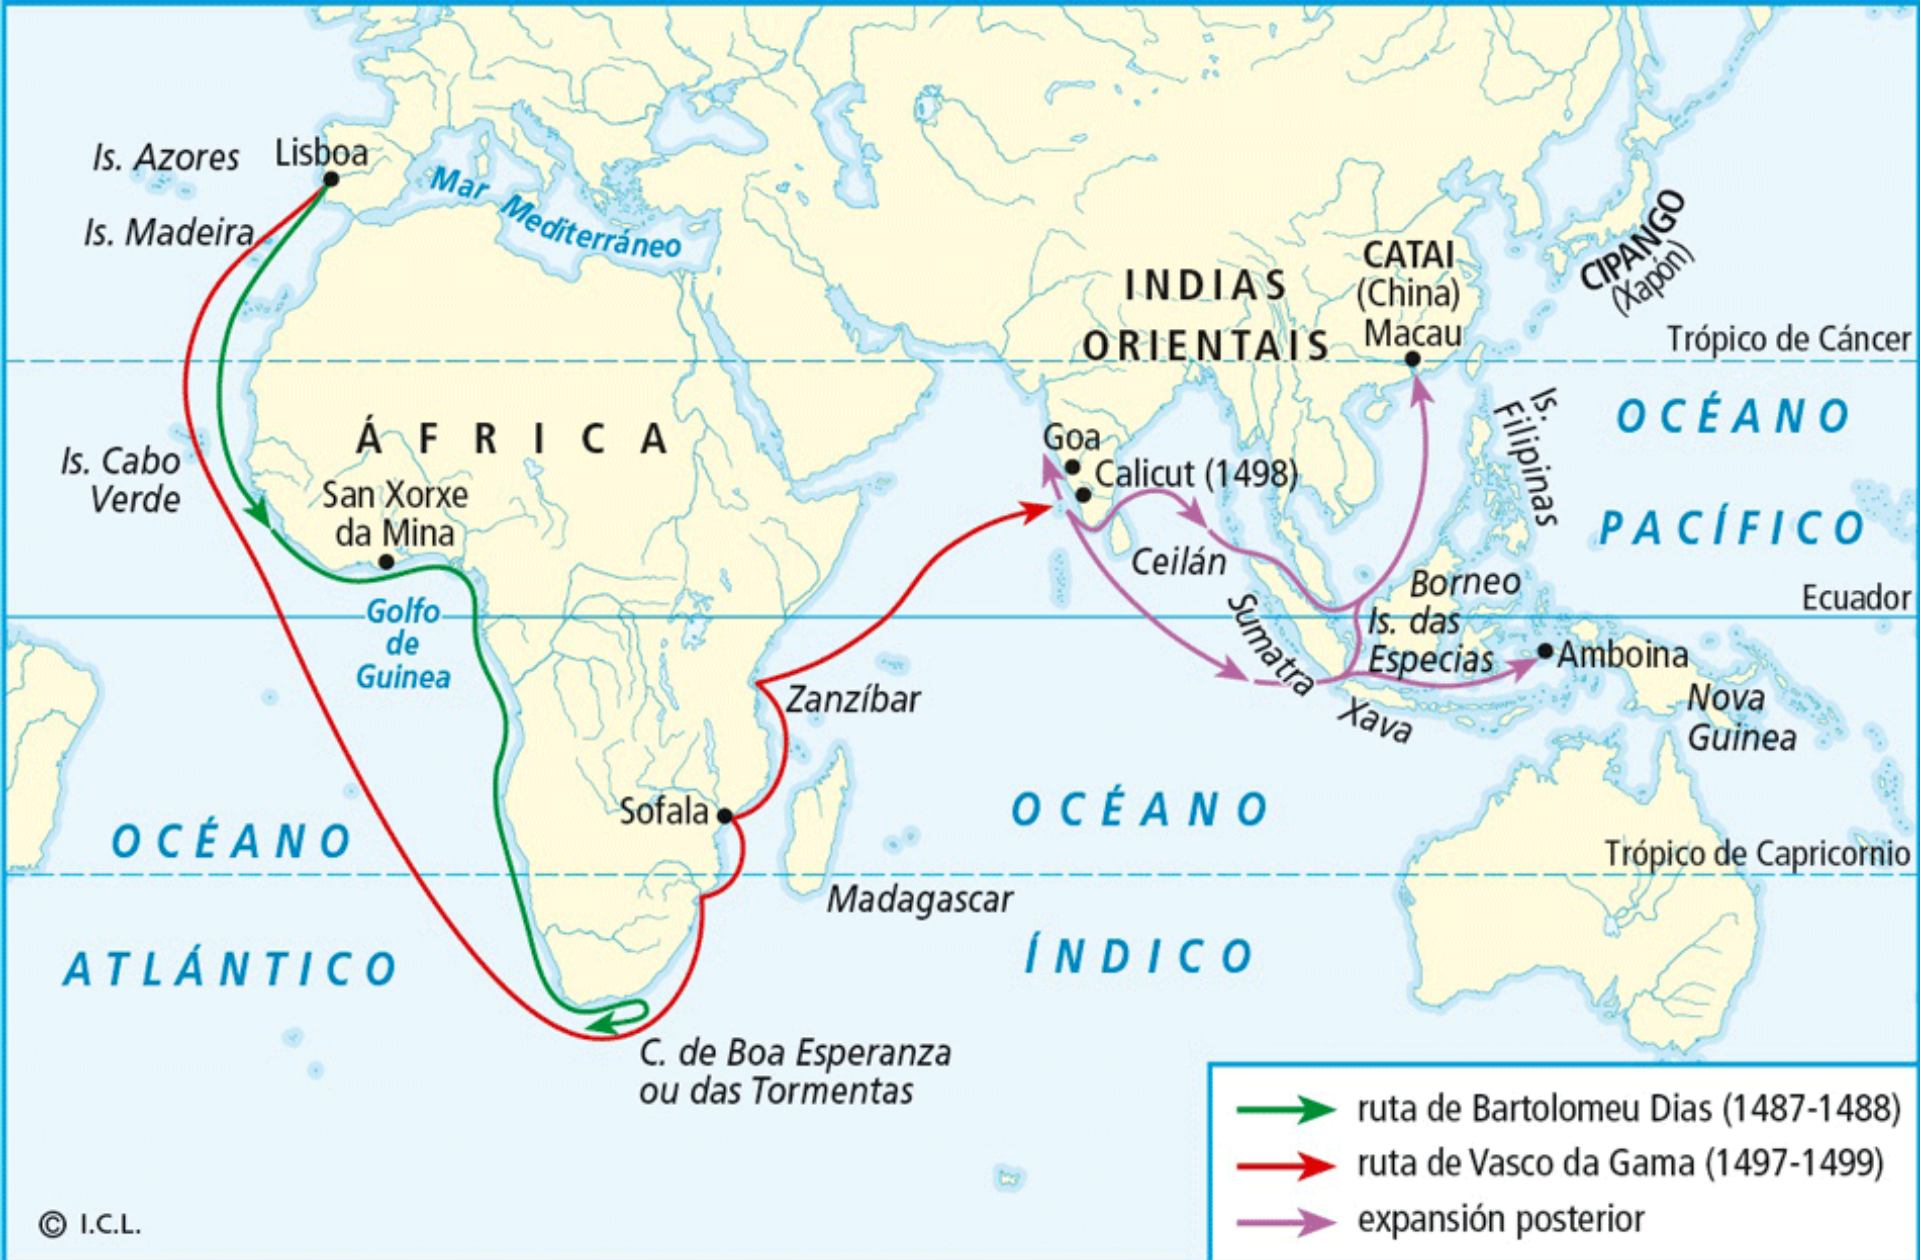 Is. Azores
Lisboa
Mar Mediterráneo
Is. Madeira
CIPANGO
(Xapón)
CATAI
(China)
Macau
INDIAS
ORIENTAIS
Trópico de Cáncer
OCÉANO
PACÍFICO
Is.
Filipinas
ÁFRICA
Goa
Calicut (1498)
Is. Cabo
Verde
San Xorxe
da Mina
Ceilán
Borneo
Is. das
Especias
Ecuador
Golfo
de
Guinea
Sumatra
Amboina
Zanzíbar
Xava
Nova
Guinea
Sofala
OCÉANO
ÍNDICO
OCÉANO
ATLÁNTICO
Trópico de Capricornio
Madagascar
C. de Boa Esperanza
ou das Tormentas
ruta de Bartolomeu Dias (1487-1488)
ruta de Vasco da Gama (1497-1499)
expansión posterior
© I.C.L.